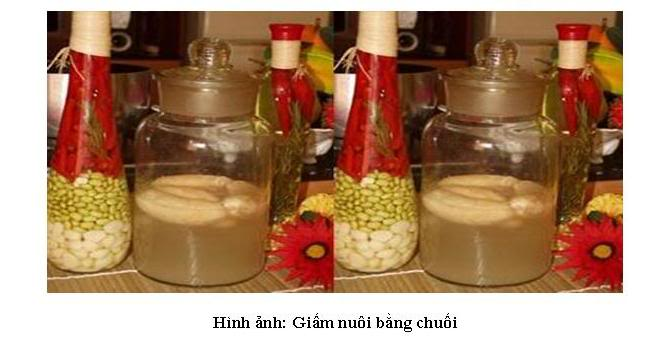 Hình ảnh: Giấm nuôi bằng chuối